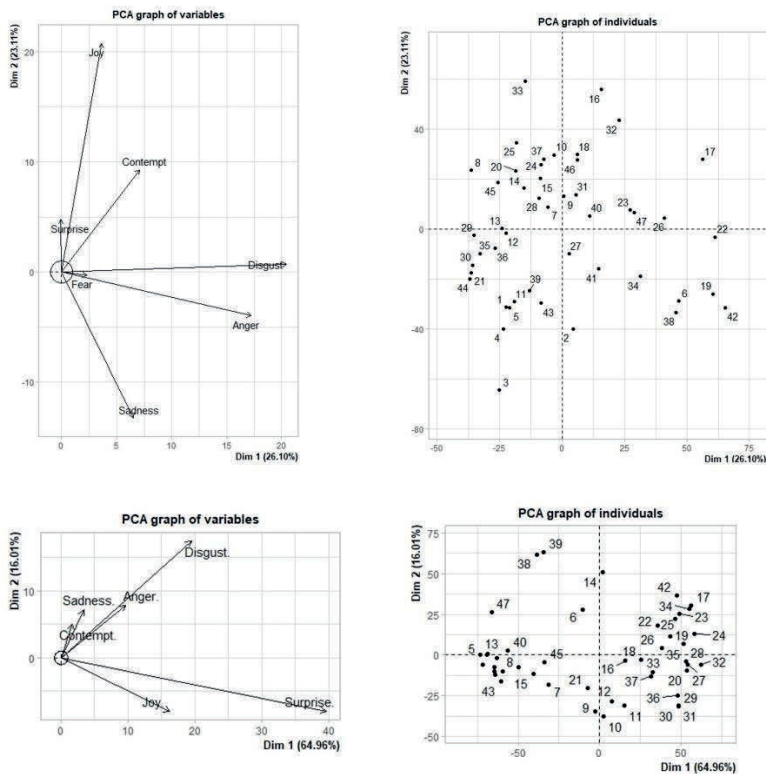 PCA graph of variables
Dim 2 (23.11%)
20
10
0
-10
Joy
Contempt
Surprise
Disgust
Fear
Anger
Sadness
0 5 10 15 20
Dim 1 (26.10%)
PCA graph of individuals
Dim 2 (23.11%)
40
0
-40
-80
33
16
32
17
25 37 10 18
8 20 24 46
45 14 15 31
28 7 9 40 23 47 26
13 22
29 12
35 36 27
30 39 41 34
21
44
1 11 6 19
5 43 38 42
4 2
3
-50 -25 0 25 50 75
Dim 1 (26.10%)
PCA graph of variables
Dim 2 (16.01%)
10
0
Disgust.
Anger.
Sadness.
Contempt.
Joy.
Surprise.
0 10 20 30 40
Dim 1 (64.96%)
PCA graph of individuals
Dim 2 (16.01%)
75
50
25
0
-25
-50
39
38
14
42 17
47 6 34
22 25 23
26 19 24
5 13 40
8 45 18 33 35 28 32
43 15 7 21 16 37 20 27
12 36 29
9 11 30 31
10
-50 0 50
Dim 1 (64.96%)